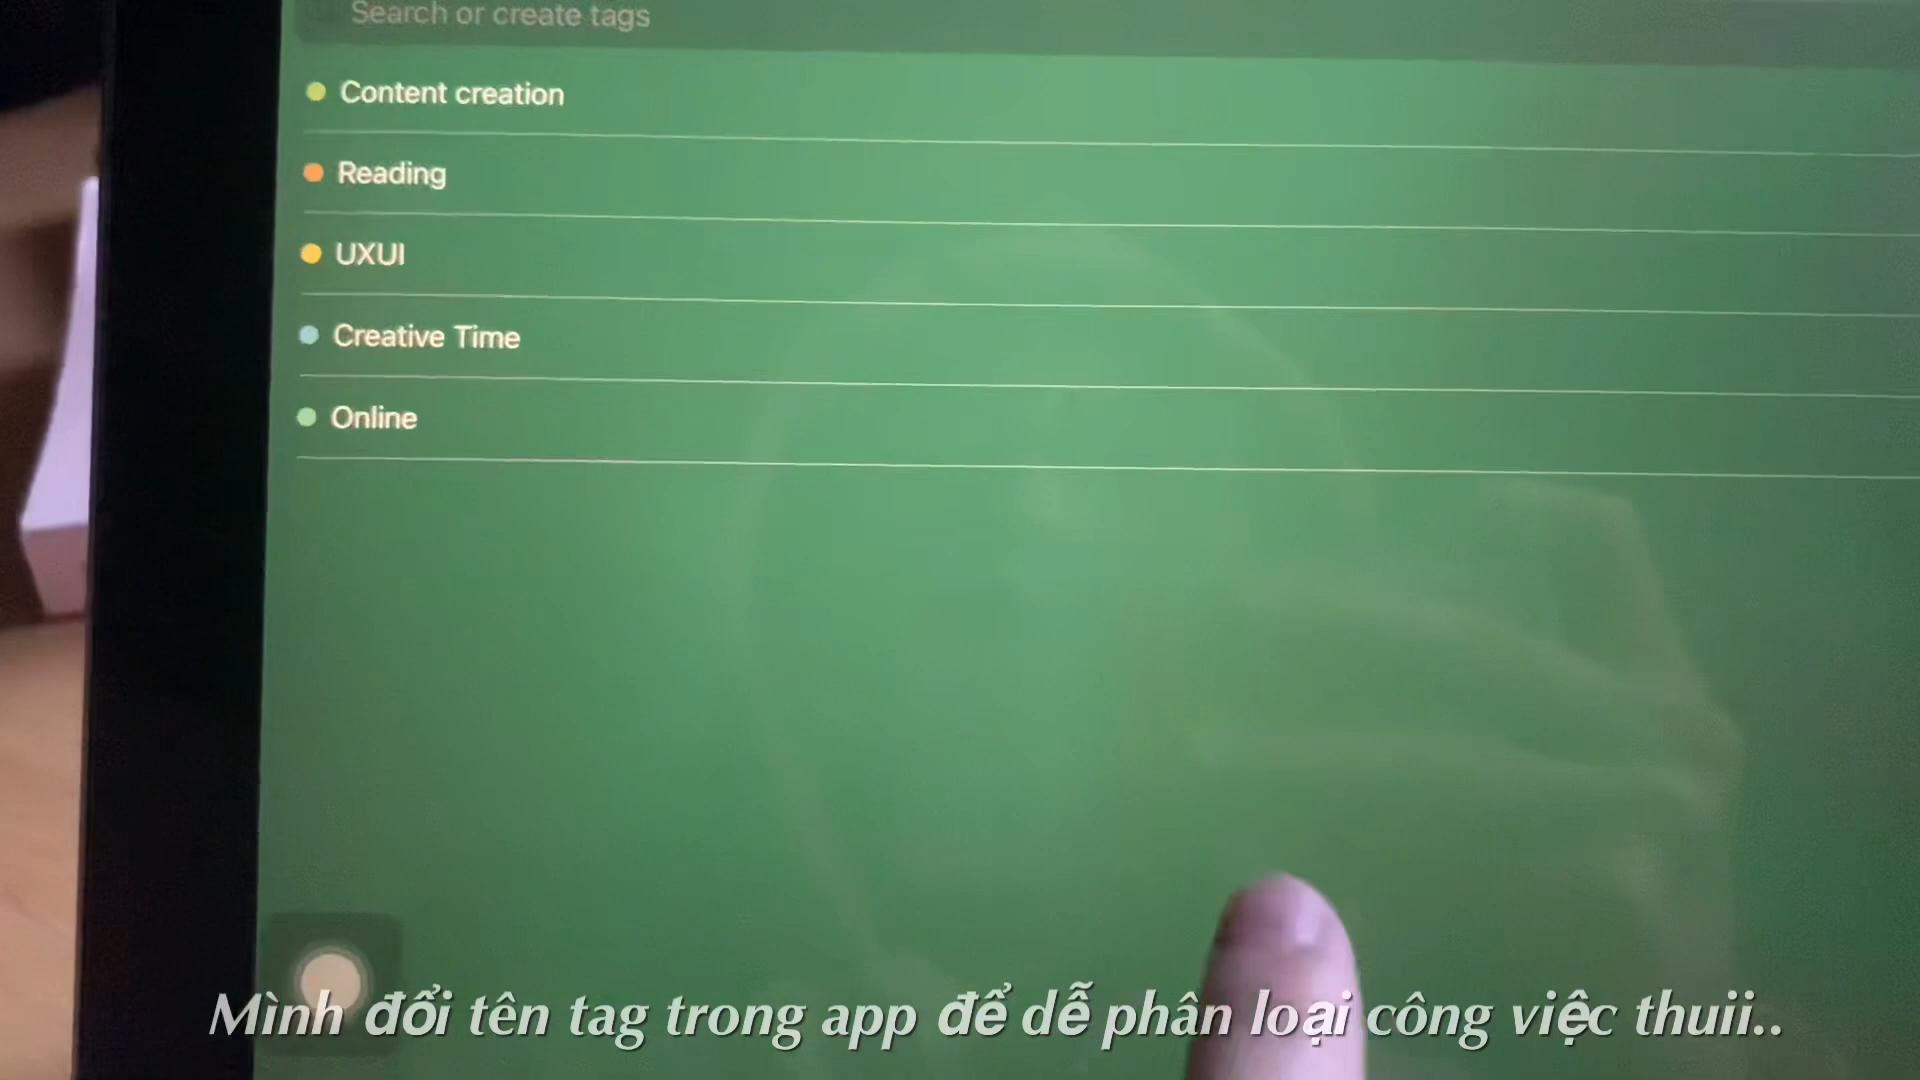 Search or create tags
Content creation
Reading
UXUI
Creative Time
Online
Mình đổi tên tag trong app để dễ phân loại công việc thuii..